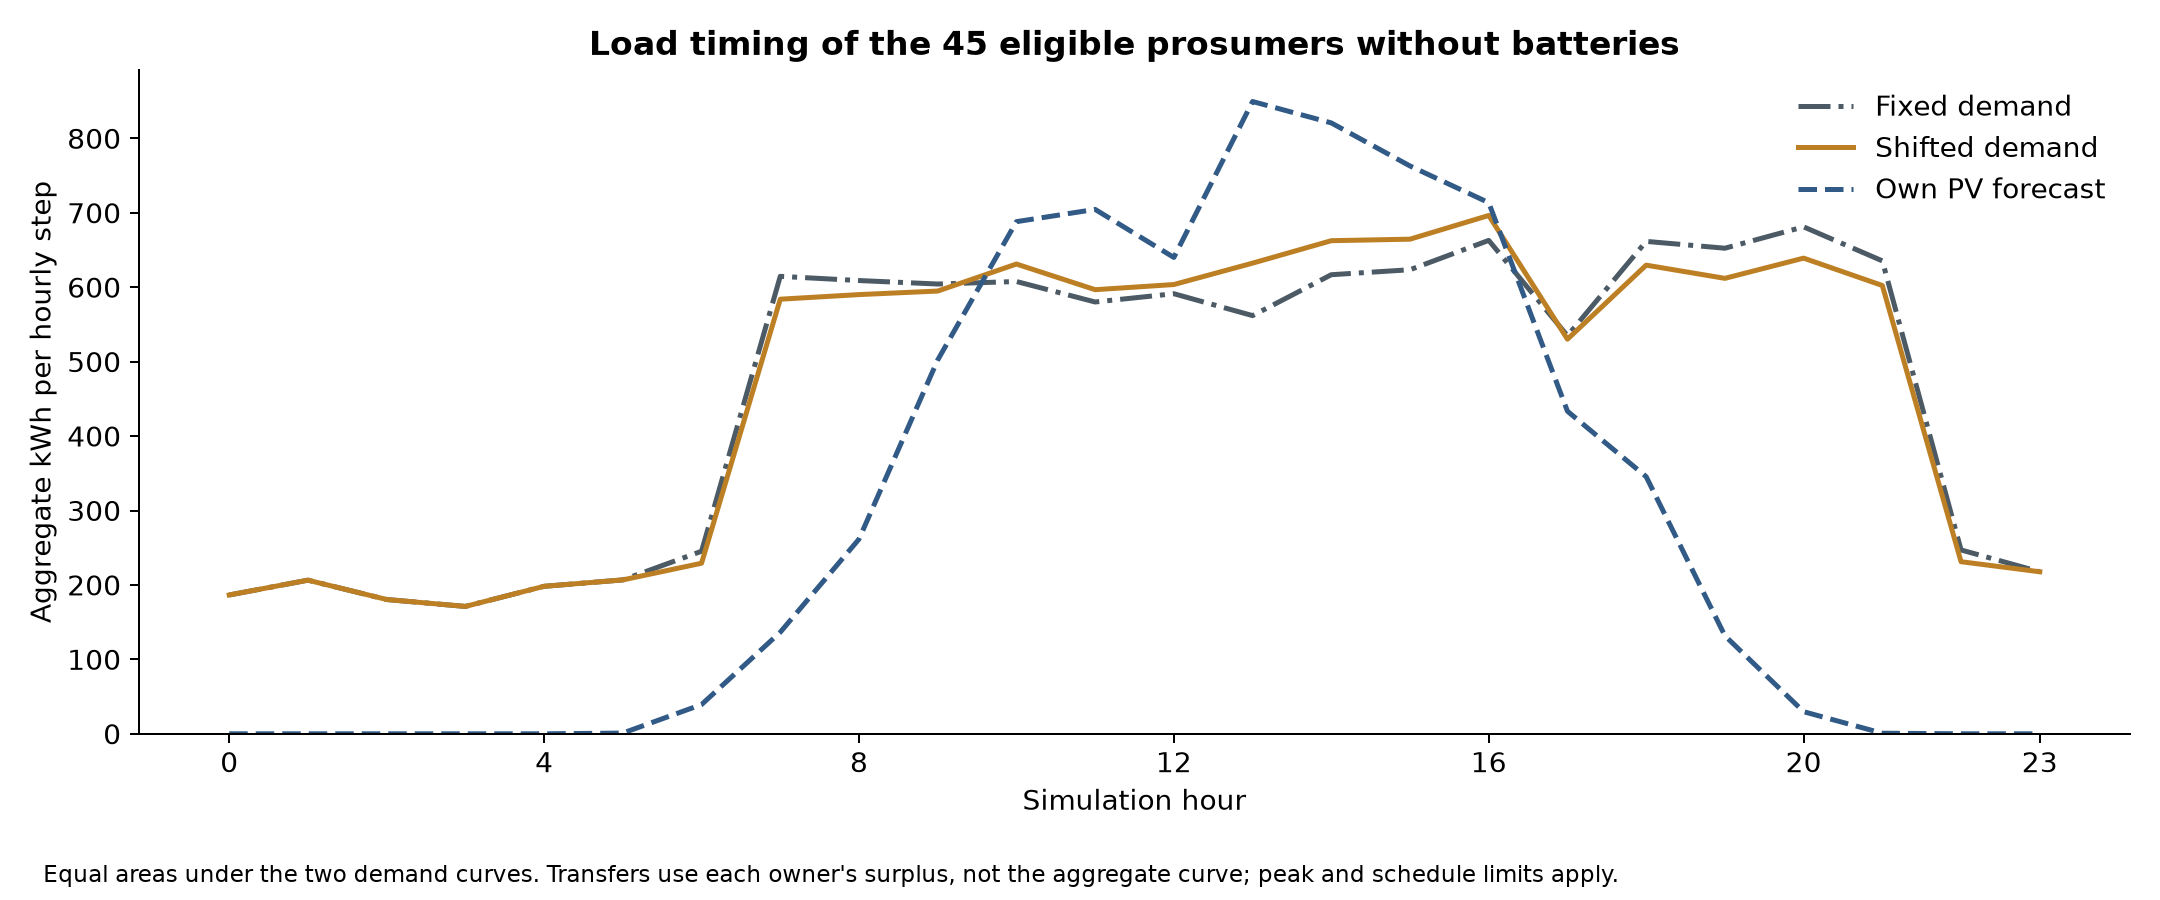 Load timing of the 45 eligible prosumers without batteries
Fixed demand
Shifted demand
Own PV forecast
Aggregate kWh per hourly step
800
700
600
500
400
300
200
100
0
0 4 8 12 16 20 23
Simulation hour
Equal areas under the two demand curves. Transfers use each owner's surplus, not the aggregate curve; peak and schedule limits apply.